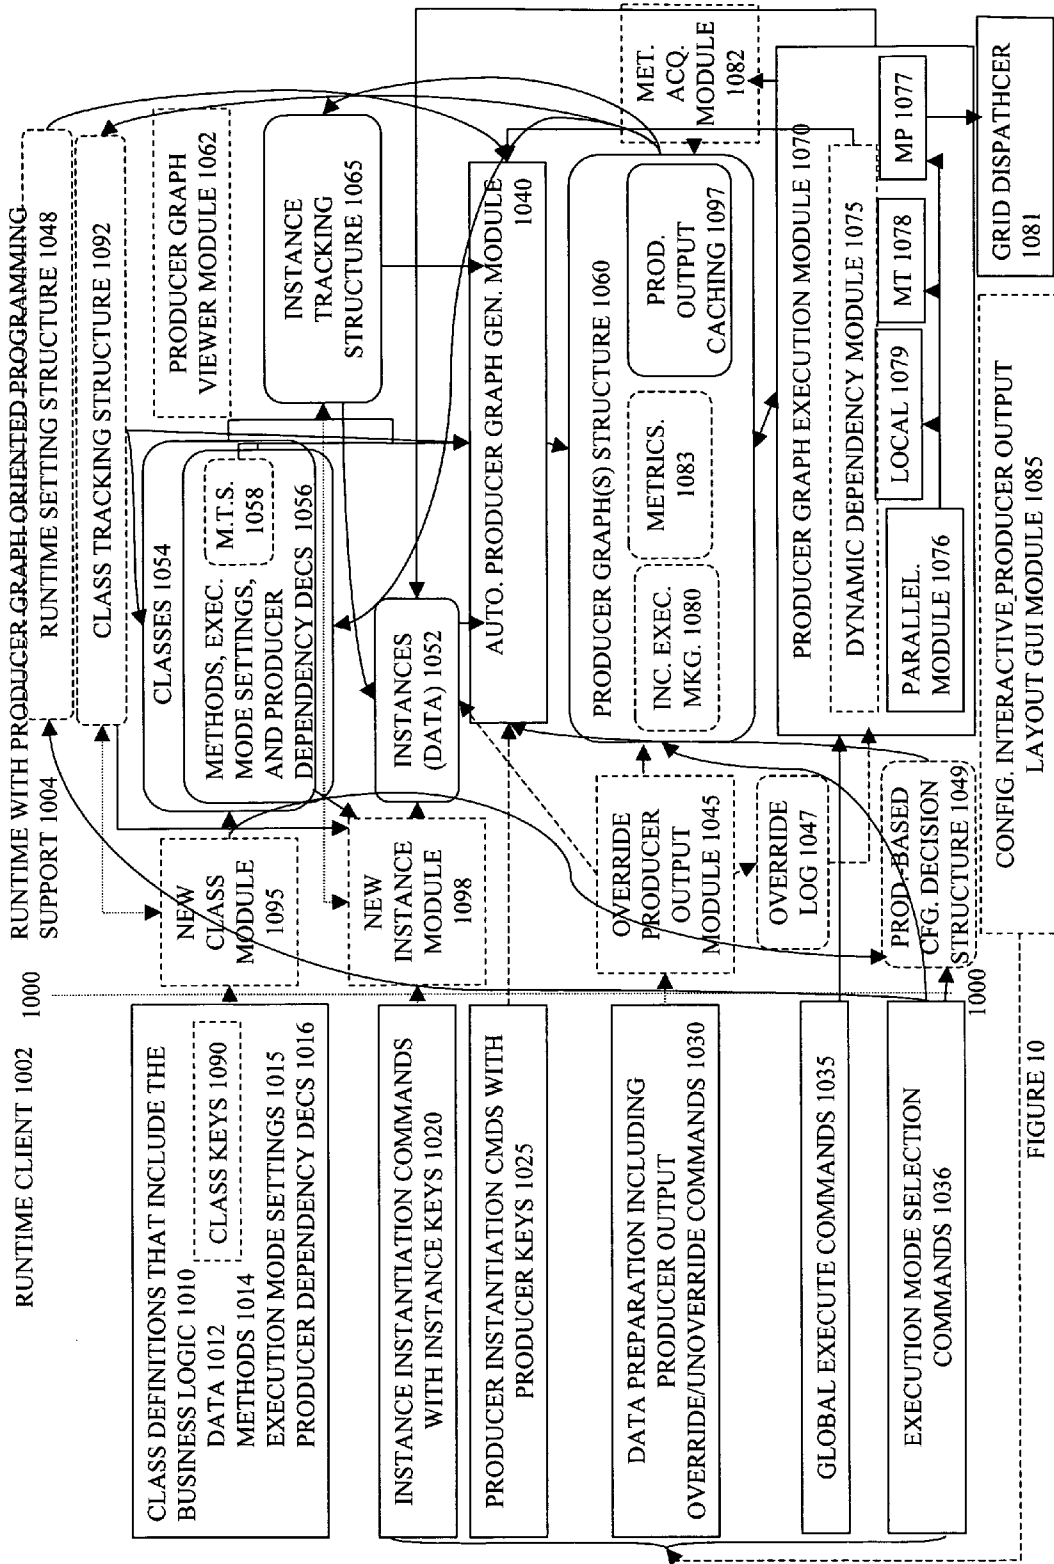 RUNTIME CLIENT 1002
1000
RUNTIME WITH PRODUCER GRAPH ORIENTED PROGRAMMING
SUPPORT 1004
RUNTIME SETTING STRUCTURE 1048
CLASS TRACKING STRUCTURE 1092
CLASS DEFINITIONS THAT INCLUDE THE
BUSINESS LOGIC 1010
DATA 1012
CLASS KEYS 1090
METHODS 1014
EXECUTION MODE SETTINGS 1015
PRODUCER DEPENDENCY DECS 1016
NEW
CLASS
MODULE
1095
CLASSES 1054
M.T.S.
1058
METHODS, EXEC.
MODE SETTINGS,
AND PRODUCER
DEPENDENCY DECS 1056
PRODUCER GRAPH
VIEWER MODULE 1062
INSTANCE
TRACKING
STRUCTURE 1065
INSTANCE INSTANTIATION COMMANDS
WITH INSTANCE KEYS 1020
NEW
INSTANCE
MODULE
1098
INSTANCES
(DATA) 1052
PRODUCER INSTANTIATION CMDS WITH
PRODUCER KEYS 1025
AUTO. PRODUCER GRAPH GEN. MODULE
1040
DATA PREPARATION INCLUDING
PRODUCER OUTPUT
OVERRIDE/UNOVERRIDE COMMANDS 1030
OVERRIDE
PRODUCER
OUTPUT
MODULE 1045
OVERRIDE
LOG 1047
PRODUCER GRAPH(S) STRUCTURE 1060
INC. EXEC.
MKG. 1080
METRICS.
1083
PROD.
OUTPUT
CACHING 1097
MET.
ACQ.
MODULE
1082
GLOBAL EXECUTE COMMANDS 1035
PRODUCER GRAPH EXECUTION MODULE 1070
DYNAMIC DEPENDENCY MODULE 1075
PARALLEL.
MODULE 1076
LOCAL 1079
MT 1078
MP 1077
EXECUTION MODE SELECTION
COMMANDS 1036
PROD.-BASED
CFG. DECISION
STRUCTURE 1049
1000
CONFIG. INTERACTIVE PRODUCER OUTPUT
LAYOUT GUI MODULE 1085
GRID DISPATHCER
1081
FIGURE 10